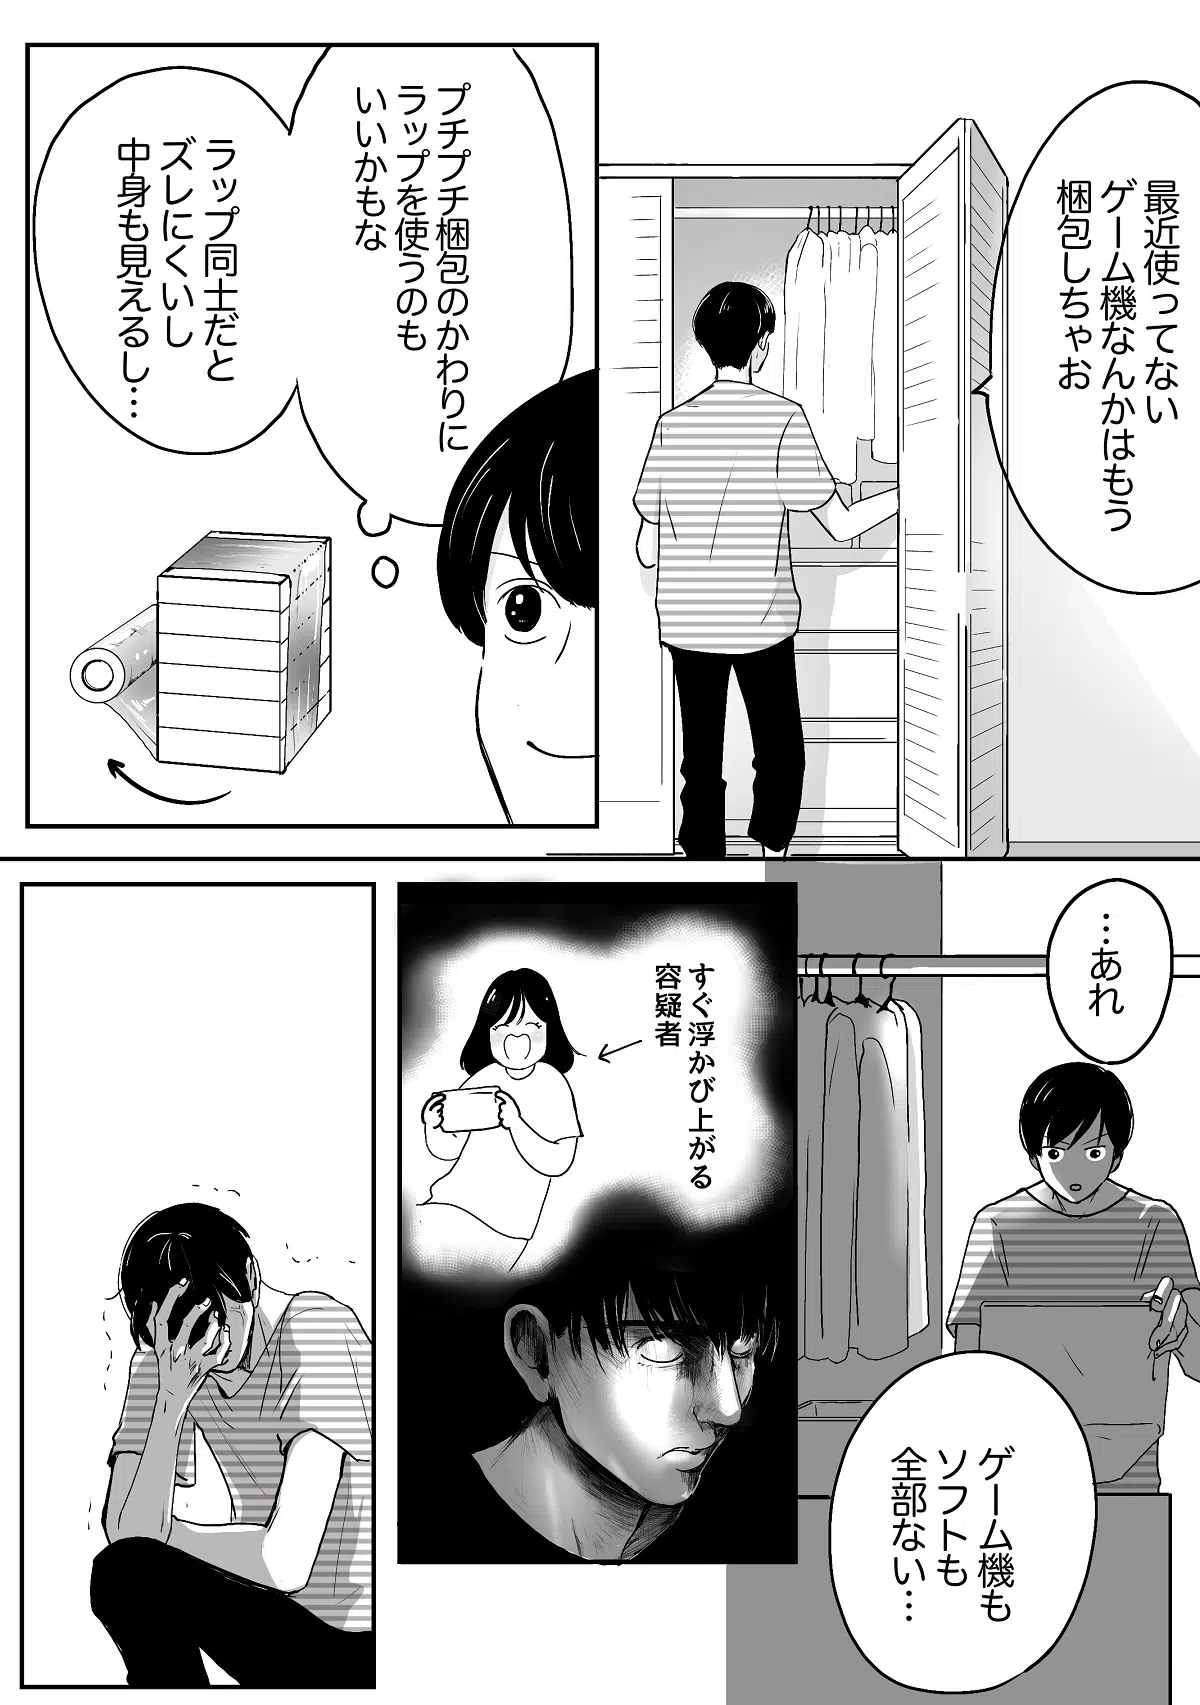 最近使ってない
ゲーム機なんかはもう
梱包しちゃお
プチプチ梱包のかわりに
ラップを使うのも
いいかもな
ラップ同士だと
ズレにくいし
中身も見えるし…
…あれ
ゲーム機も
ソフトも
全部ない…
すぐ浮かび上がる
容疑者